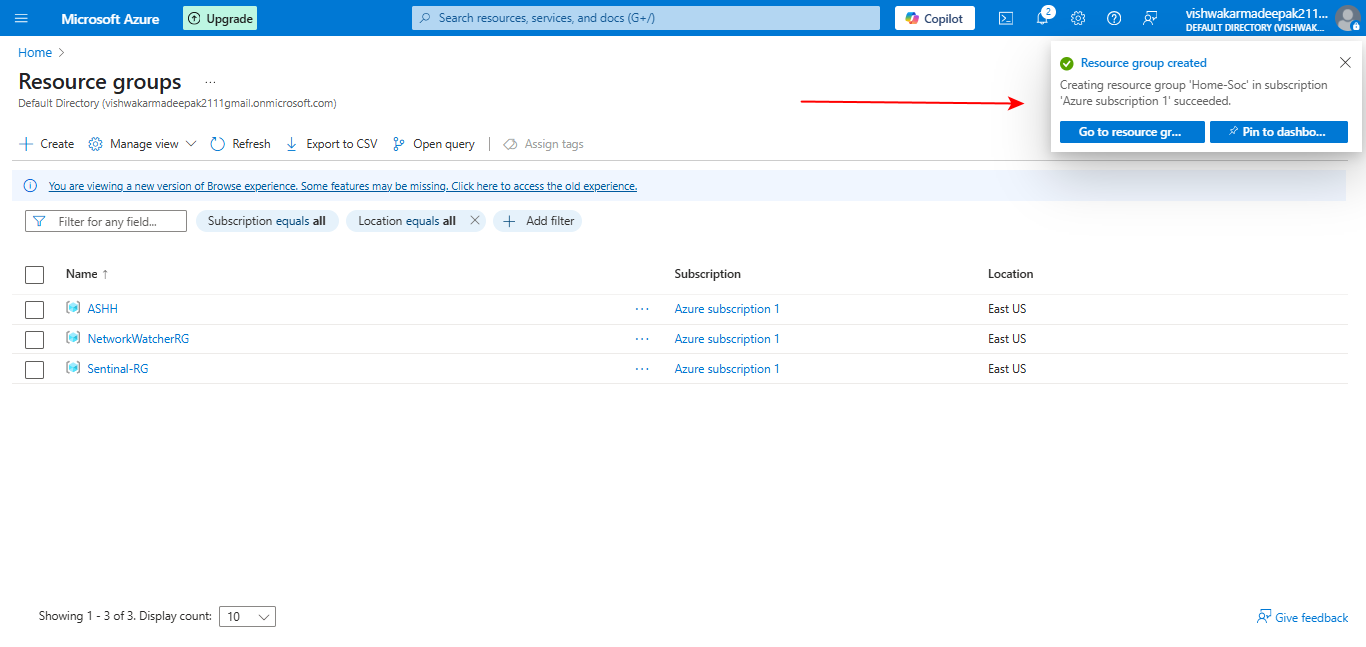 Microsoft Azure
Upgrade
Search resources, services, and docs (G+/)
Copilot
2
vishwakarmadeepak211...
DEFAULT DIRECTORY (VISHWAK...
Home
Resource groups
...
Default Directory (vishwakarmadeepak2111gmail.onmicrosoft.com)
Resource group created
Creating resource group 'Home-Soc' in subscription
'Azure subscription 1' succeeded.
Go to resource gr...
Pin to dashbo...
Create
Manage view
Refresh
Export to CSV
Open query
Assign tags
You are viewing a new version of Browse experience. Some features may be missing. Click here to access the old experience.
Filter for any field...
Subscription equals all
Location equals all
Add filter
Name ↑ Subscription Location
ASHH ... Azure subscription 1 East US
NetworkWatcherRG ... Azure subscription 1 East US
Sentinal-RG ... Azure subscription 1 East US
Showing 1 - 3 of 3. Display count: 10
Give feedback